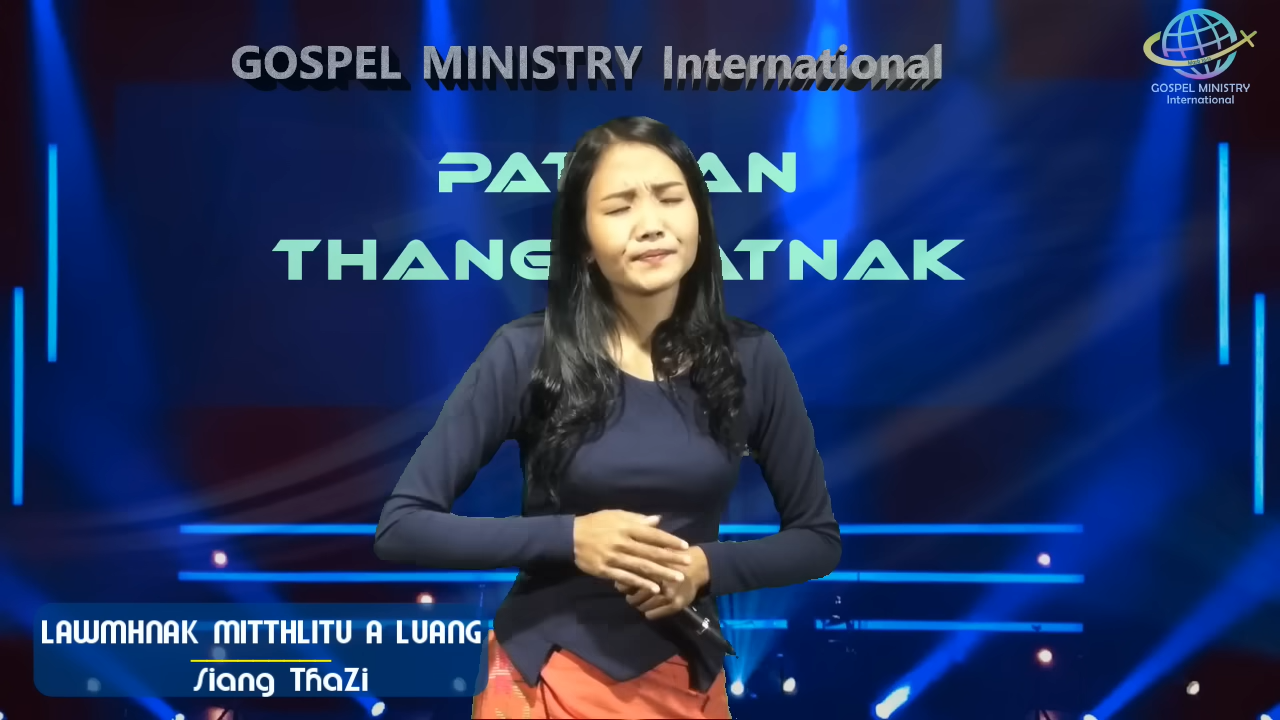 GOSPEL MINISTRY International
GOSPEL MINISTRY
International
LAWMHNAK MITTHLITU A LUANG
Siang ThaZi